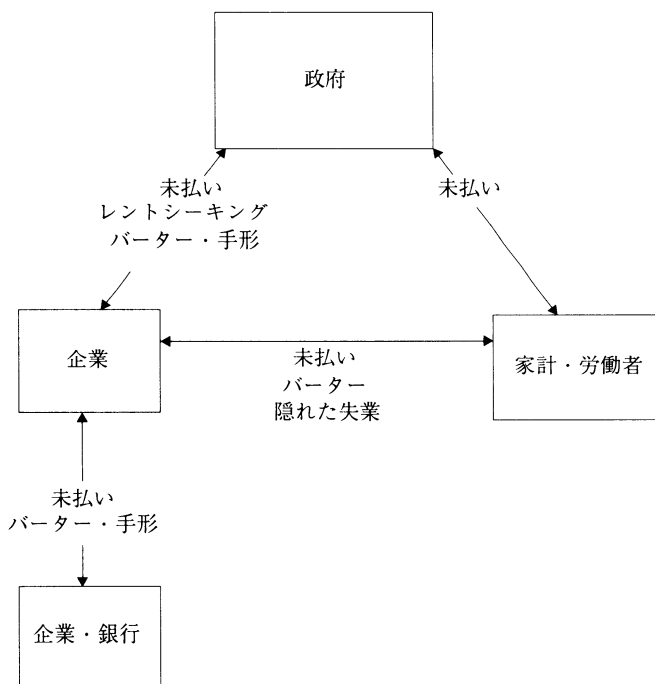 政府
未払い
レントシーキング
バーター・手形
未払い
企業
未払い
バーター
隠れた失業
家計・労働者
未払い
バーター・手形
企業・銀行